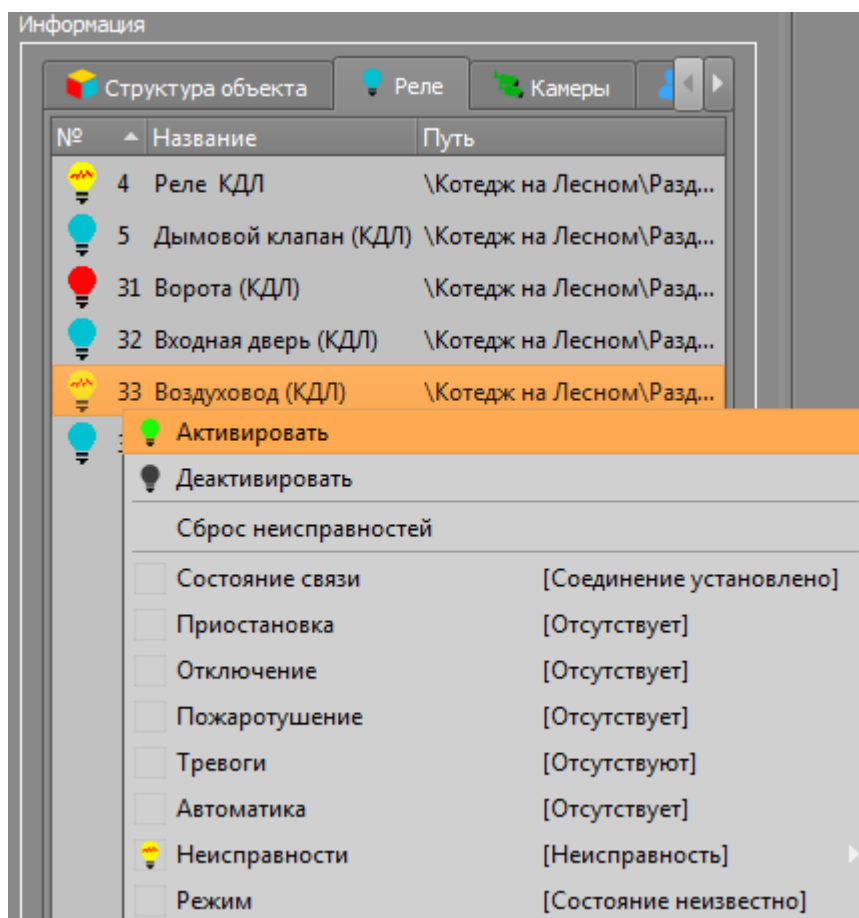 Информация
Структура объекта Реле Камеры
№ Название Путь
4 Реле КДЛ \Котедж на Лесном\Разд...
5 Дымовой клапан (КДЛ) \Котедж на Лесном\Разд...
31 Ворота (КДЛ) \Котедж на Лесном\Разд...
32 Входная дверь (КДЛ) \Котедж на Лесном\Разд...
33 Воздуховод (КДЛ) \Котедж на Лесном\Разд...
Активировать
Деактивировать
Сброс неисправностей
Состояние связи [Соединение установлено]
Приостановка [Отсутствует]
Отключение [Отсутствует]
Пожаротушение [Отсутствует]
Тревоги [Отсутствуют]
Автоматика [Отсутствует]
Неисправности [Неисправность]
Режим [Состояние неизвестно]